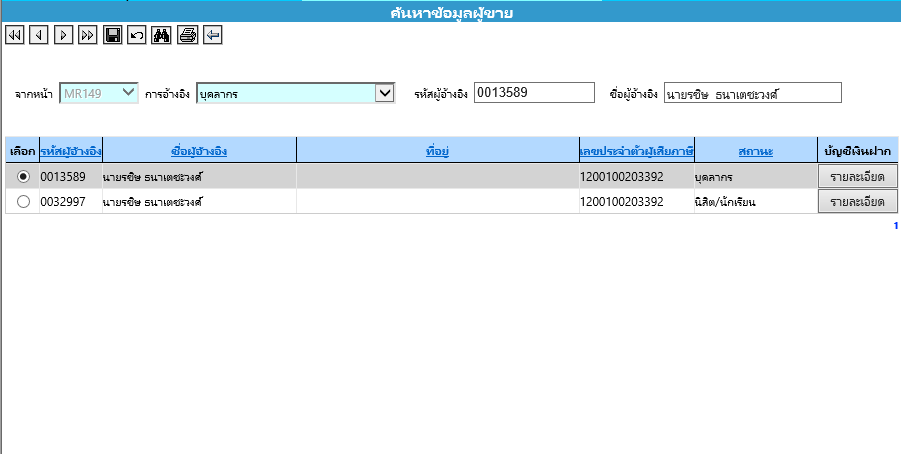 ค้นหาข้อมูลผู้ขาย
จากหน้า MR149 การอ้างอิง บุคลากร รหัสผู้อ้างอิง 0013589 ชื่อผู้อ้างอิง นายรชิษ ธนาเตชะวงศ์
เลือก รหัสผู้อ้างอิง ชื่อผู้อ้างอิง ที่อยู่ เลขประจำตัวผู้เสียภาษี สถานะ บัญชีเงินฝาก
0013589 นายรชิษ ธนาเตชะวงศ์ 1200100203392 บุคลากร รายละเอียด
0032997 นายรชิษ ธนาเตชะวงศ์ 1200100203392 นิสิต/นักเรียน รายละเอียด
1